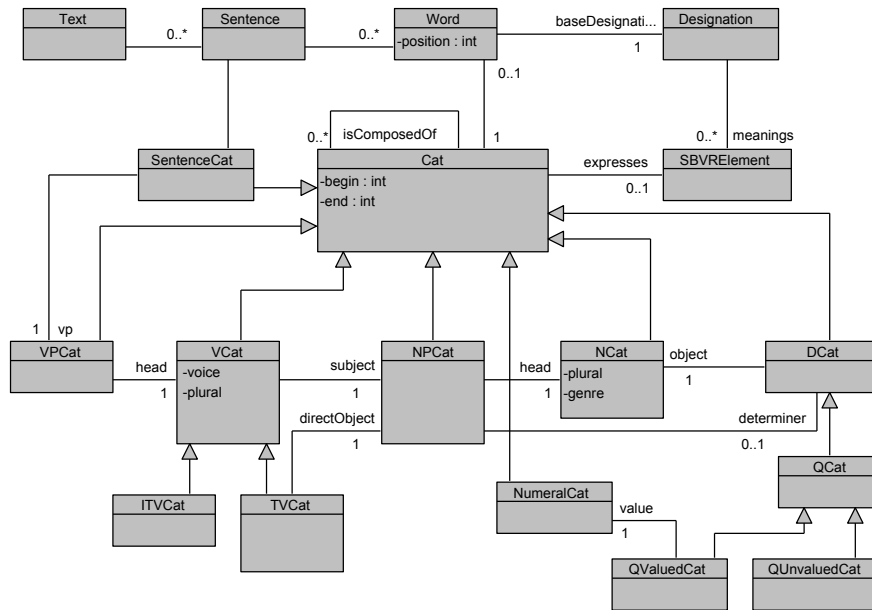 Text
Sentence
Word
baseDesignati...
Designation
0..*
0..*
-position : int
1
0..1
isComposedOf
0..*
1
0..* meanings
SentenceCat
Cat
expresses
SBVRElement
-begin : int
0..1
-end : int
1 vp
VPCat
VCat
NPCat
NCat
DCat
head
-voice
subject
head
-plural
object
1
-plural
1
1
-genre
1
directObject
determiner
1
0..1
QCat
ITVCat
TVCat
NumeralCat
value
1
QValuedCat
QUnvaluedCat